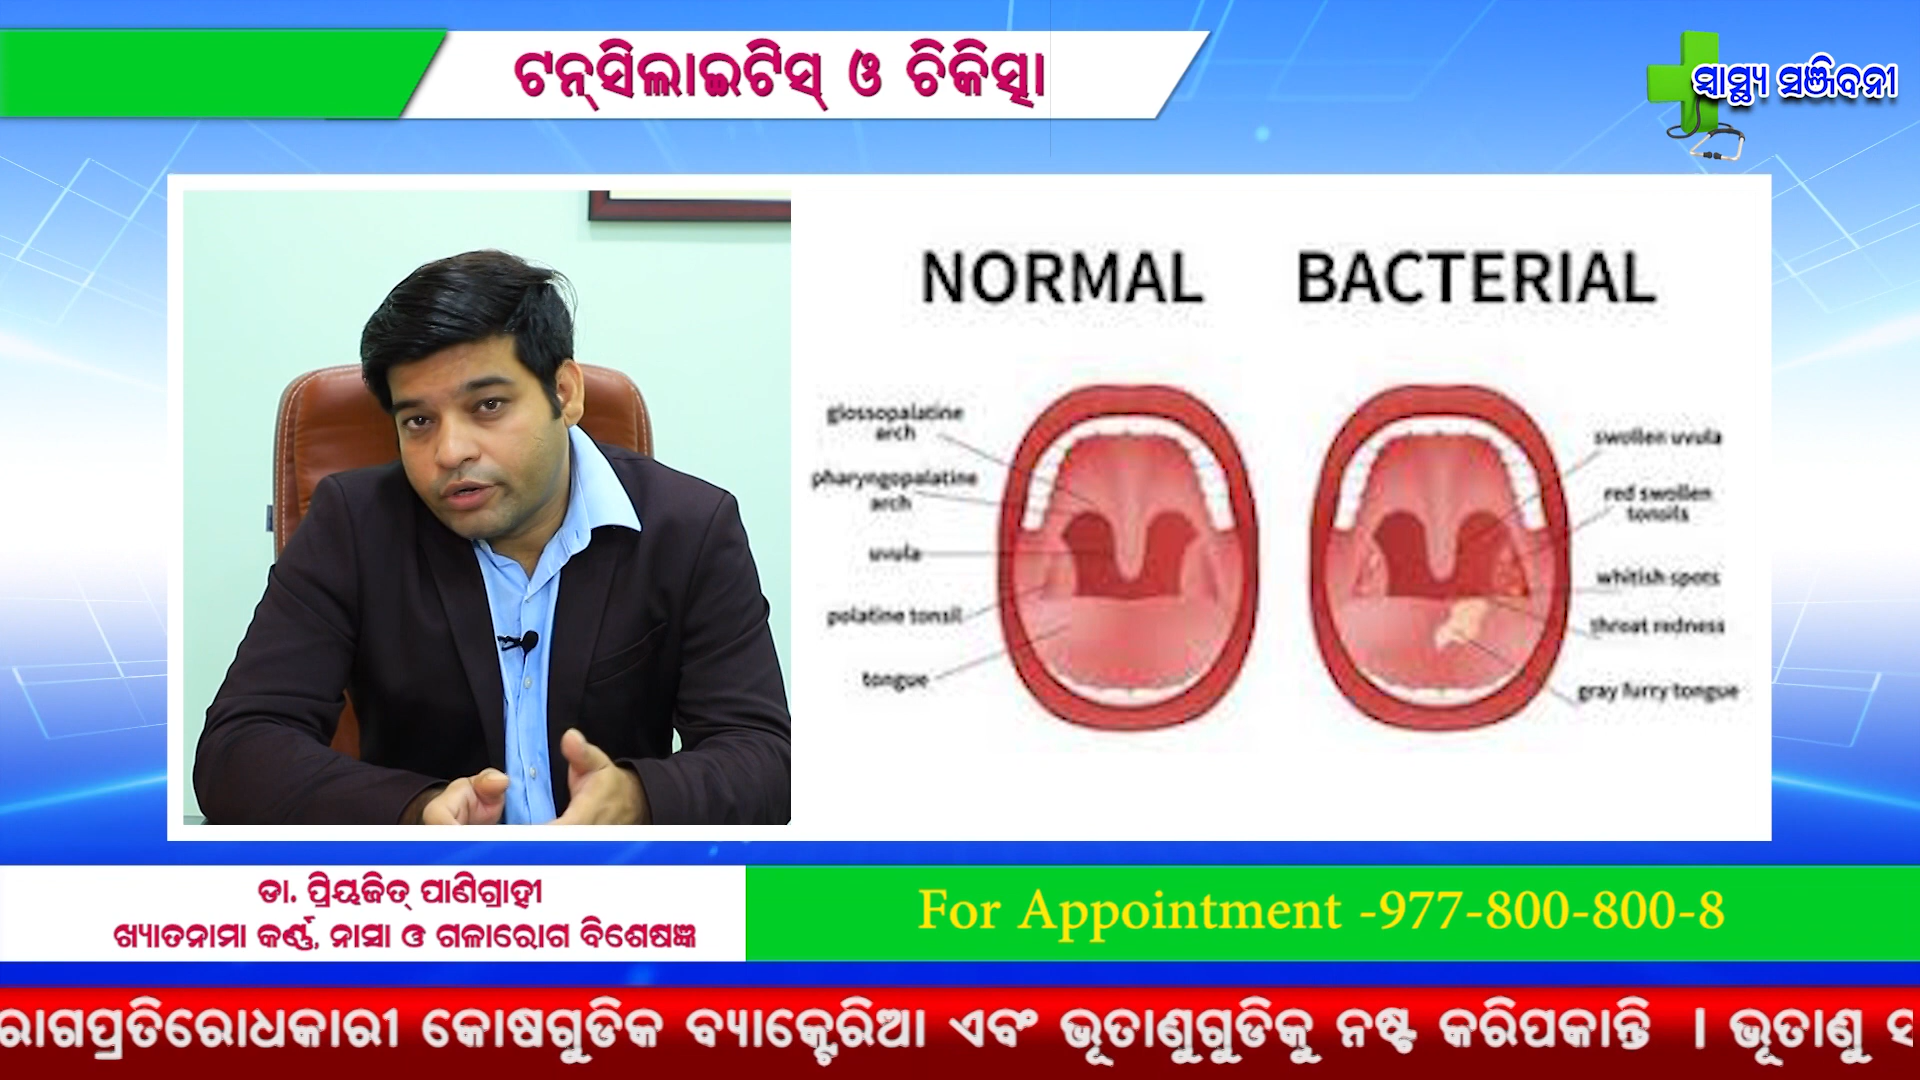 ଟନ୍‌ସିଲାଇଟିସ୍ ଓ ଚିକିତ୍ସା
ସ୍ୱାସ୍ଥ୍ୟ ସଞ୍ଜିବନୀ
NORMAL
BACTERIAL
glossopalatine
arch
pharyngopalatine
arch
uvula
polatine tonsil
tongue
swollen uvula
red swollen
tonsils
whitish spots
throat redness
gray furry tongue
ଡା. ପ୍ରିୟଜିତ୍ ପାଣିଗ୍ରାହୀ
ଖ୍ୟାତନାମା କର୍ଣ୍ଣ, ନାସା ଓ ଗଳାରୋଗ ବିଶେଷଜ୍ଞ
For Appointment -977-800-800-8
ରୋଗପ୍ରତିରୋଧକାରୀ କୋଷଗୁଡିକ ବ୍ୟାକ୍ଟେରିଆ ଏବଂ ଭୂତାଣୁଗୁଡିକୁ ନଷ୍ଟ କରିପକାନ୍ତି । ଭୂତାଣୁ ସ